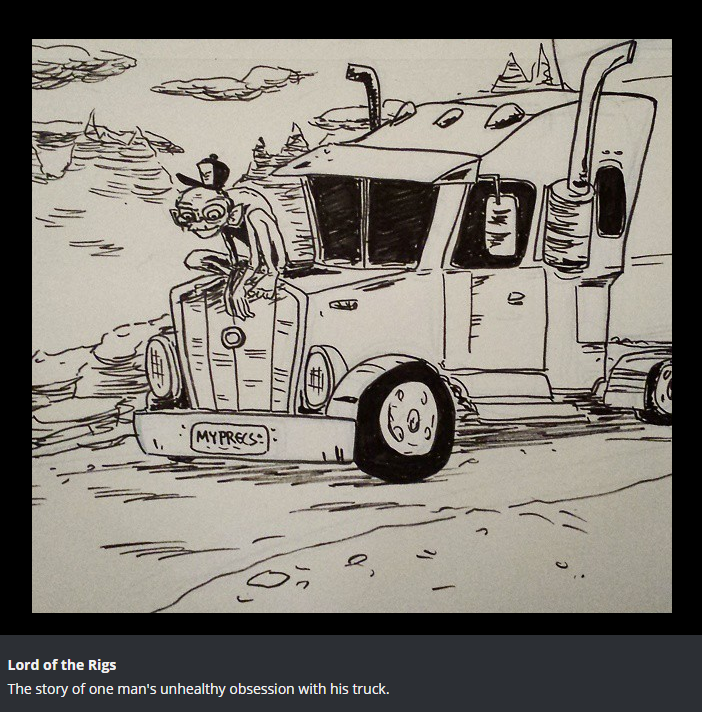 MYPRECS:
Lord of the Rigs
The story of one man's unhealthy obsession with his truck.